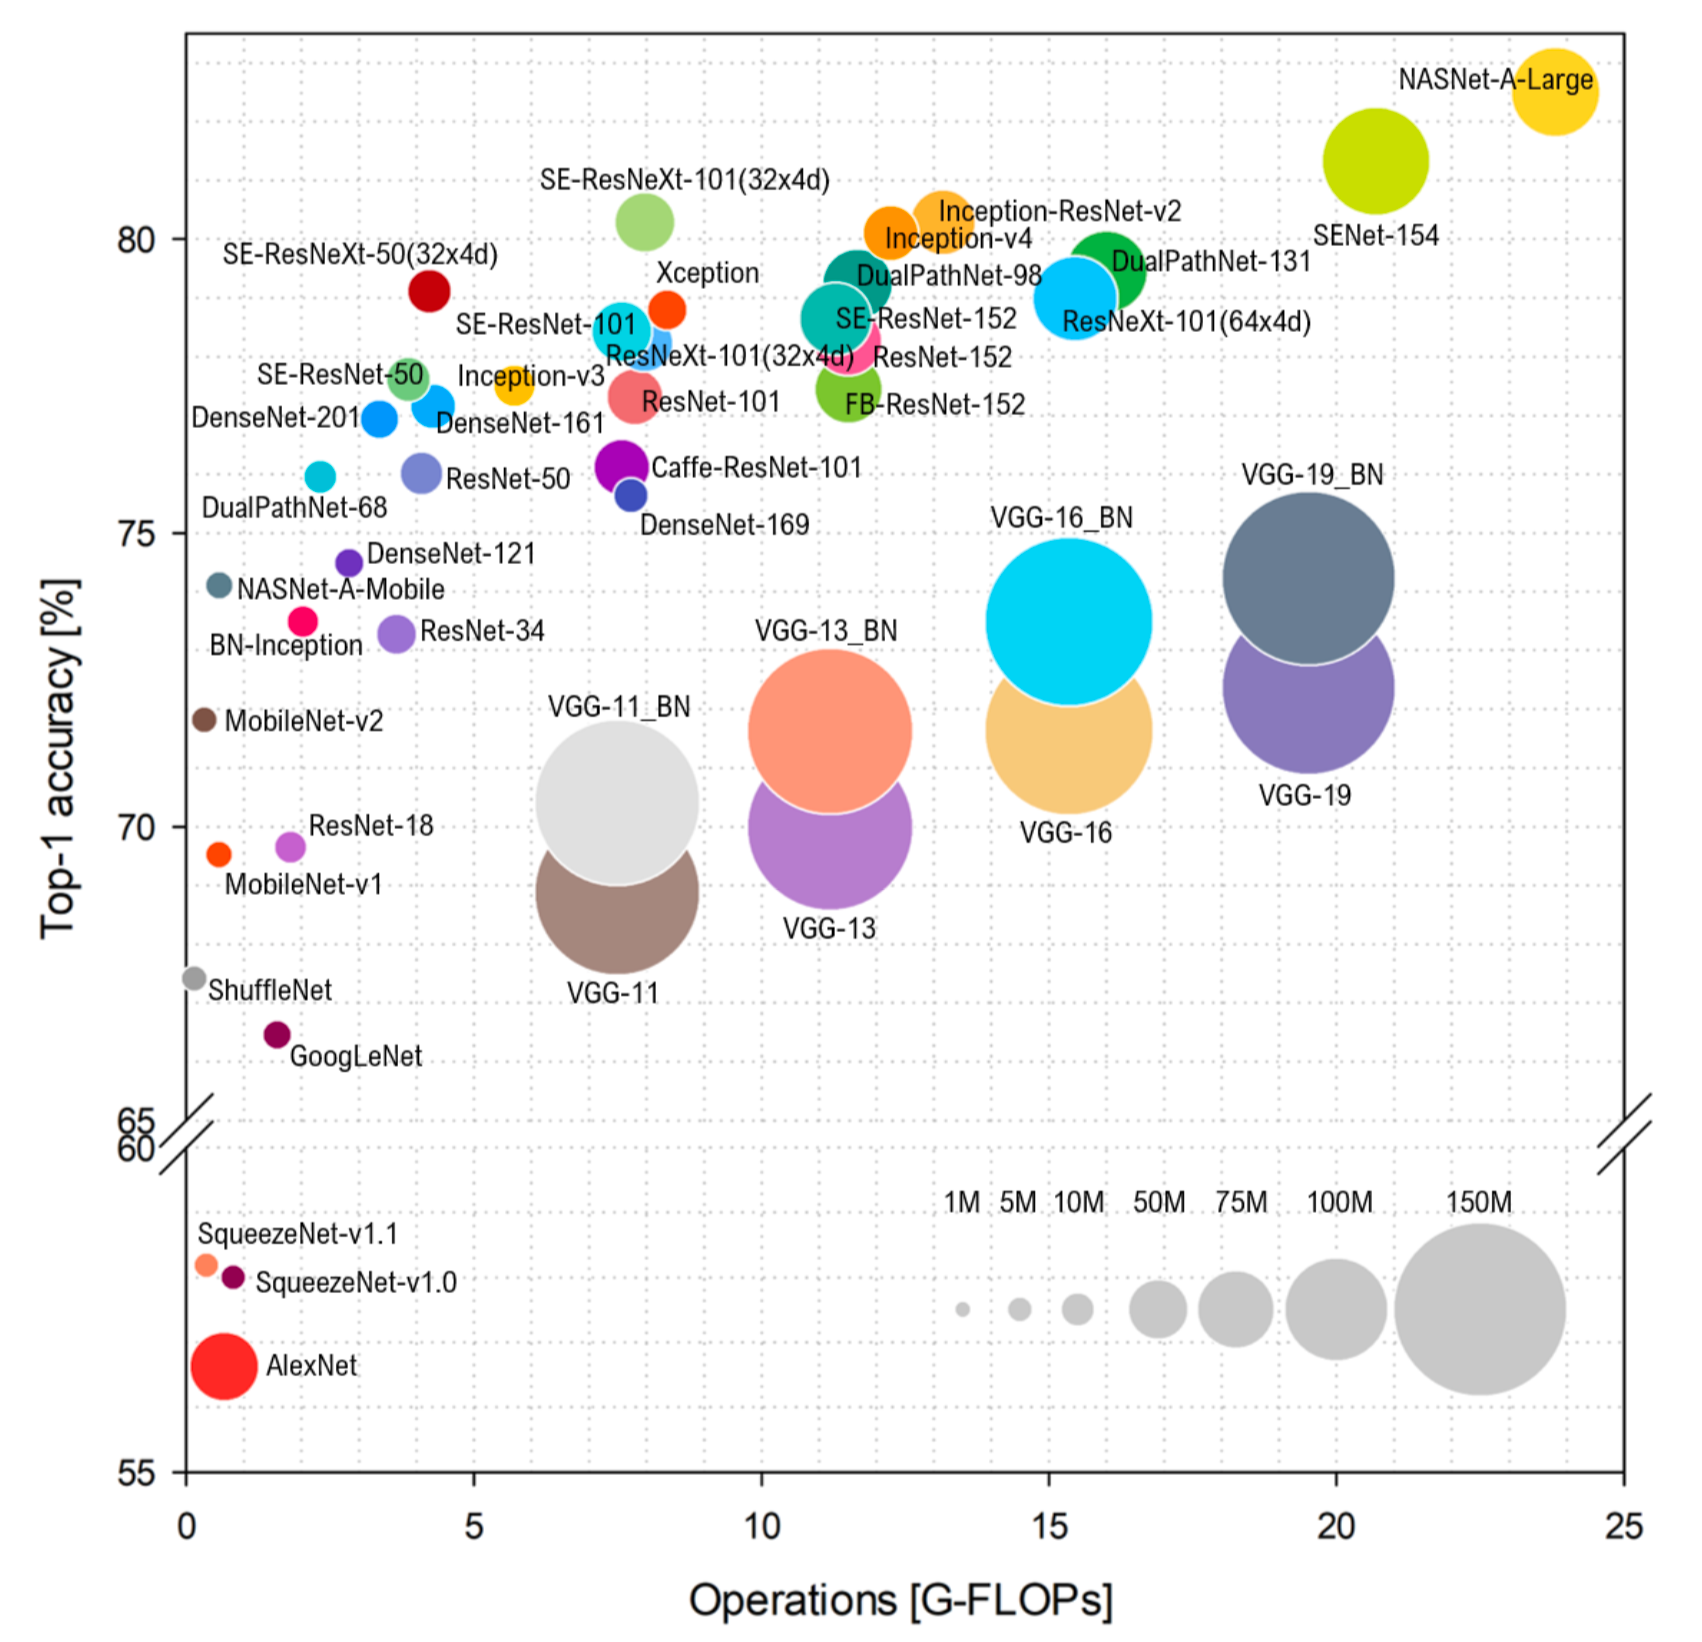 NASNet-A-Large
SE-ResNeXt-101(32x4d)
Inception-ResNet-v2
SENet-154
80
Inception-v4
SE-ResNeXt-50(32x4d)
DualPathNet-131
Xception
DualPathNet-98
SE-ResNet-152
ResNeXt-101(64x4d)
SE-ResNet-101
ResNeXt-101(32x4d)
ResNet-152
SE-ResNet-50
Inception-v3
ResNet-101
FB-ResNet-152
DenseNet-201
DenseNet-161
Caffe-ResNet-101
VGG-19_BN
ResNet-50
DualPathNet-68
VGG-16_BN
DenseNet-169
75
DenseNet-121
NASNet-A-Mobile
ResNet-34
VGG-13_BN
BN-Inception
VGG-11_BN
MobileNet-v2
Top-1 accuracy [%]
VGG-19
ResNet-18
70
VGG-16
MobileNet-v1
VGG-13
ShuffleNet
VGG-11
GoogLeNet
65
60
1M 5M 10M 50M 75M 100M 150M
SqueezeNet-v1.1
SqueezeNet-v1.0
AlexNet
55
0 5 10 15 20 25
Operations [G-FLOPs]